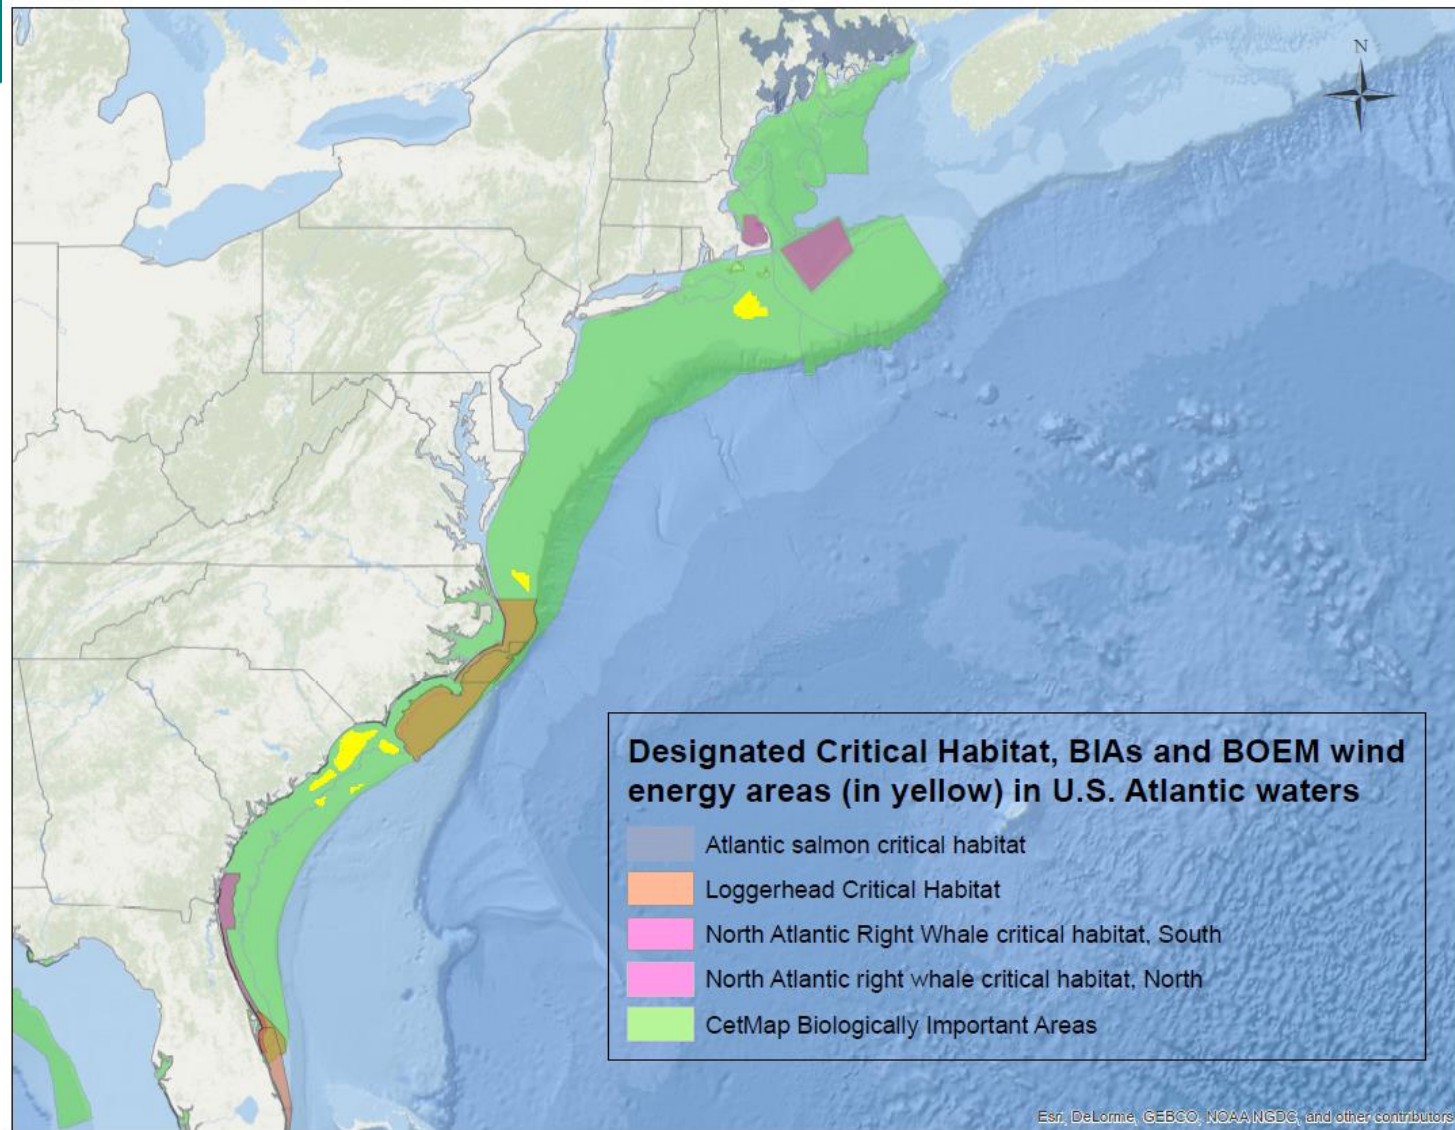 N
Designated Critical Habitat, BIAs and BOEM wind
energy areas (in yellow) in U.S. Atlantic waters
Atlantic salmon critical habitat
Loggerhead Critical Habitat
North Atlantic Right Whale critical habitat, South
North Atlantic right whale critical habitat, North
CetMap Biologically Important Areas
Esri, DeLorme, GEBCO, NOAA NGDC, and other contributors